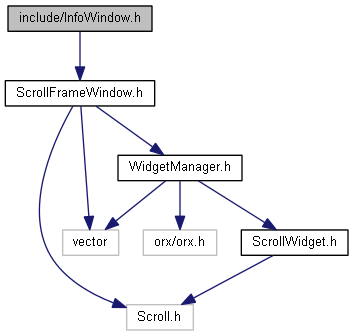 include/InfoWindow.h
ScrollFrameWindow.h
WidgetManager.h
vector
orx/orx.h
ScrollWidget.h
Scroll.h